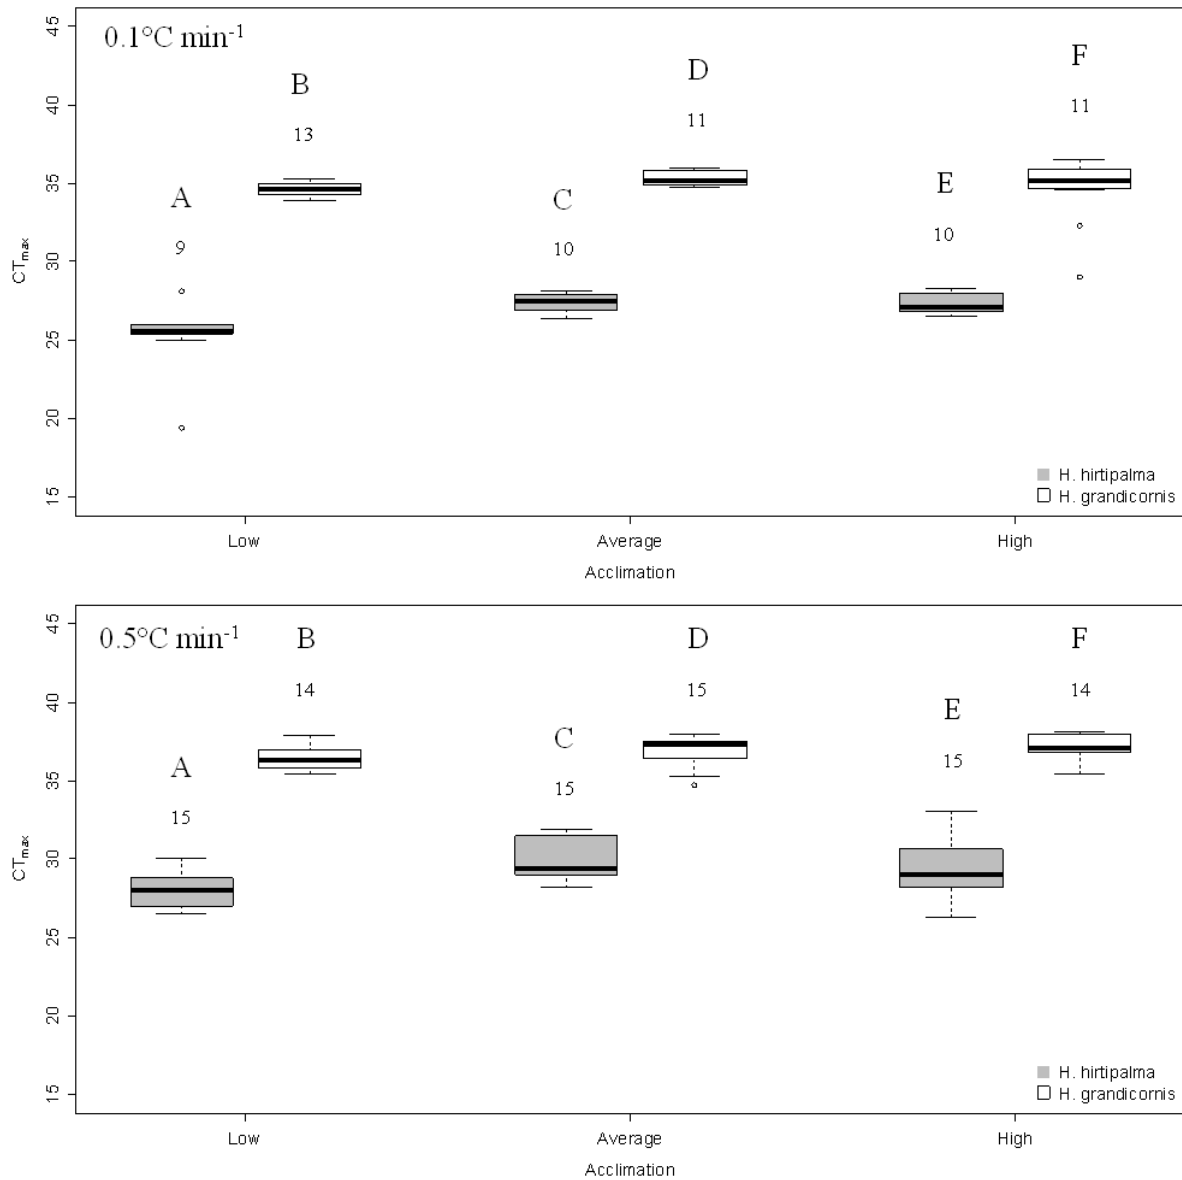 0.1°C min-1
F
D
B
45
40
35
30
25
20
15
CTmax
13
11
11
A
C
E
9
10
10
H. hirtipalma
H. grandicornis
Low
Average
High
Acclimation
0.5°C min-1
B
D
F
45
40
35
30
25
20
15
CTmax
14
15
14
A
C
E
15
15
15
H. hirtipalma
H. grandicornis
Low
Average
High
Acclimation